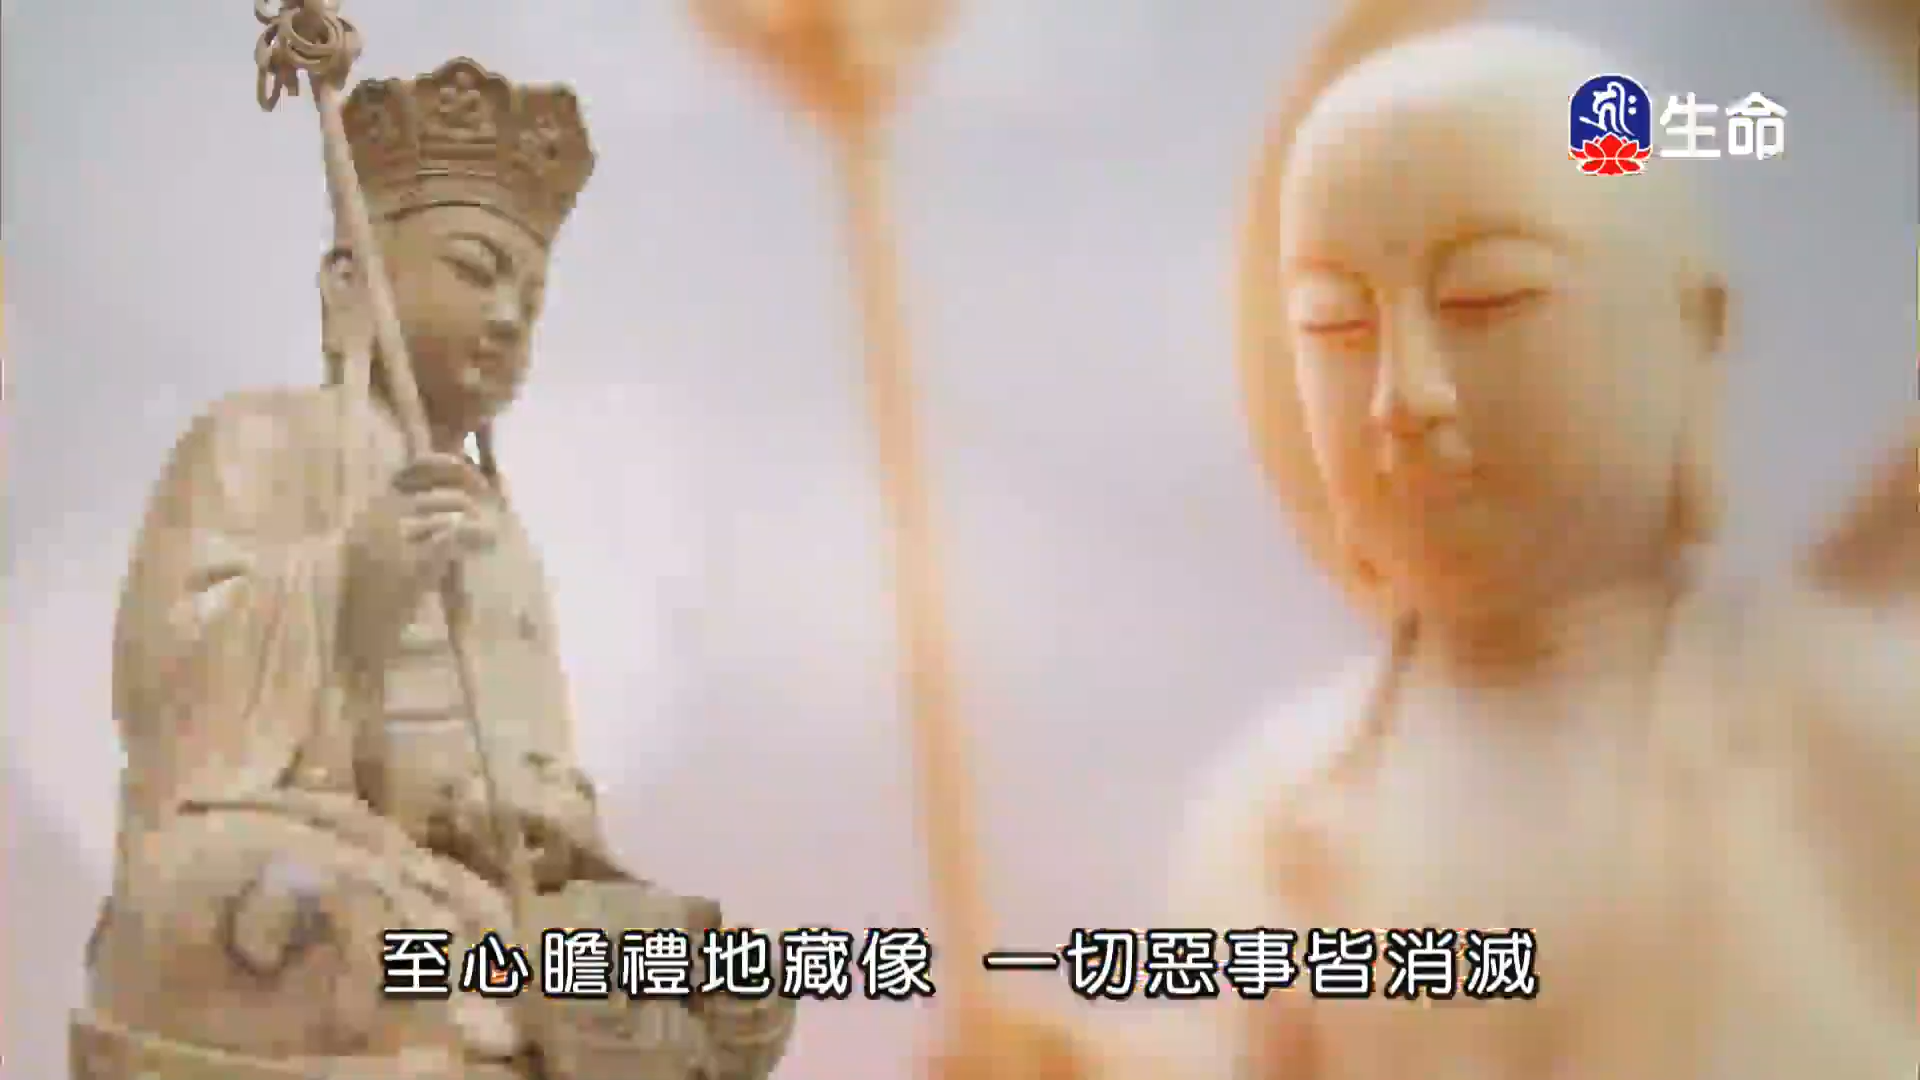 生命
至心瞻禮地藏像 一切惡事皆消滅